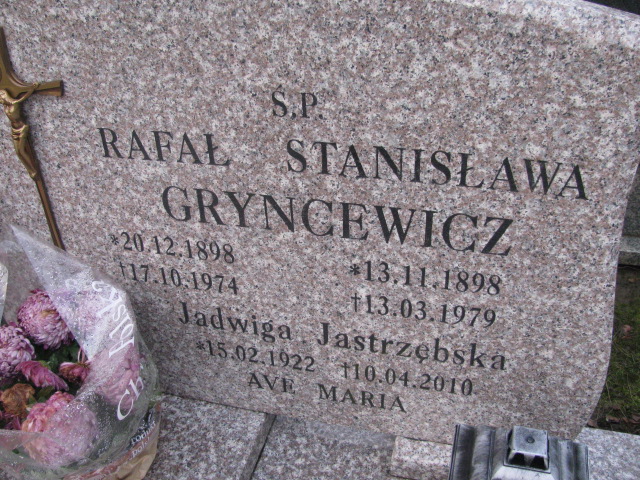 Ś.P.
RAFAŁ STANISŁAWA
GRYNCEWICZ
*20.12.1898 *13.11.1898
†17.10.1974 †13.03.1979
Jadwiga Jastrzębska
*15.02.1922 †10.04.2010
AVE MARIA